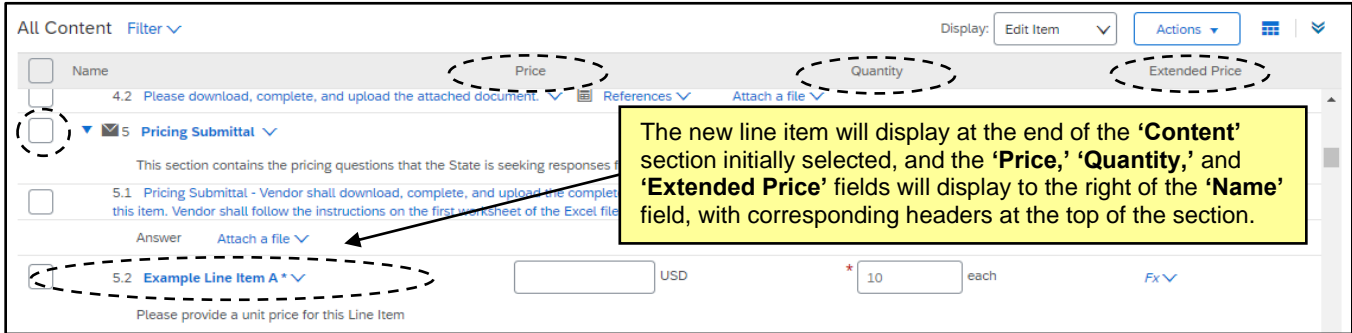 All Content Filter Display: Edit Item Actions
Name Price Quantity Extended Price
4.2 Please download, complete, and upload the attached document. References Attach a file
5 Pricing Submittal
This section contains the pricing questions that the State is seeking responses
5.1 Pricing Submittal - Vendor shall download, complete, and upload the complet
this item. Vendor shall follow the instructions on the first worksheet of the Excel file
Answer Attach a file
5.2 Example Line Item A * USD * 10 each Fx
Please provide a unit price for this Line Item
The new line item will display at the end of the ‘Content’
section initially selected, and the ‘Price,’ ‘Quantity,’ and
‘Extended Price’ fields will display to the right of the ‘Name’
field, with corresponding headers at the top of the section.